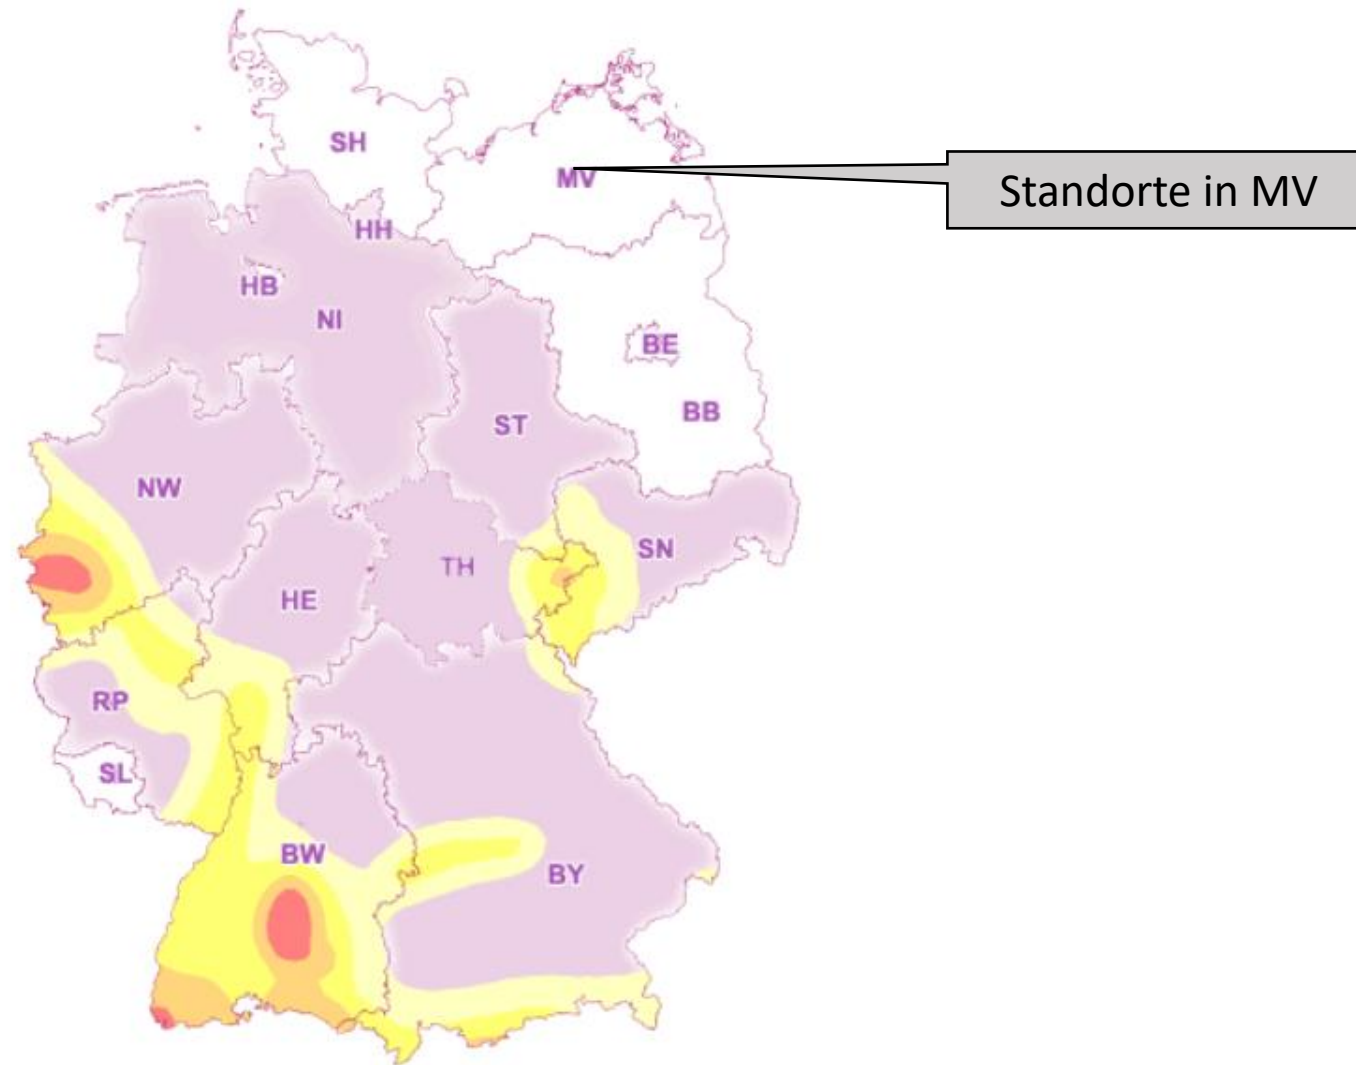 SH
MV
Standorte in MV
HH
HB
NI
BE
BB
ST
NW
SN
TH
HE
RP
SL
BW
BY